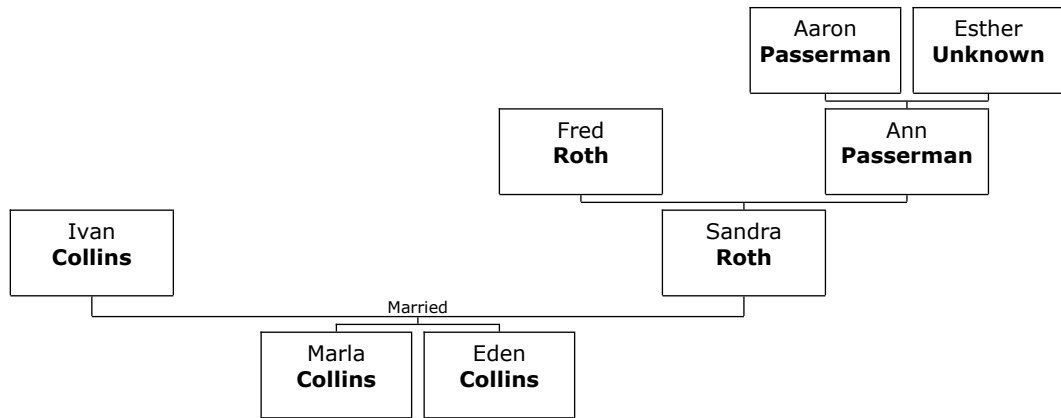 Aaron
Passerman
Esther
Unknown
Fred
Roth
Ann
Passerman
Ivan
Collins
Sandra
Roth
Married
Marla
Collins
Eden
Collins